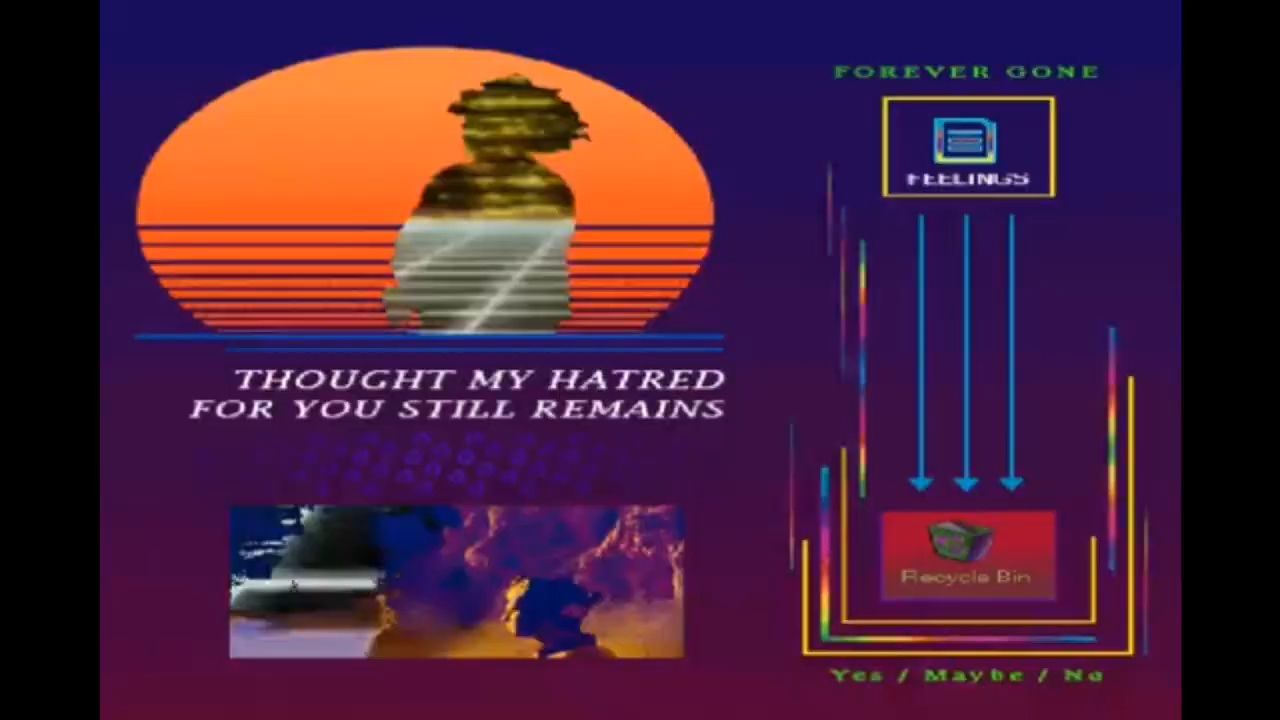 FOREVER GONE
FEELINGS
THOUGHT MY HATRED
FOR YOU STILL REMAINS
Recycle Bin
Yes / Maybe / No